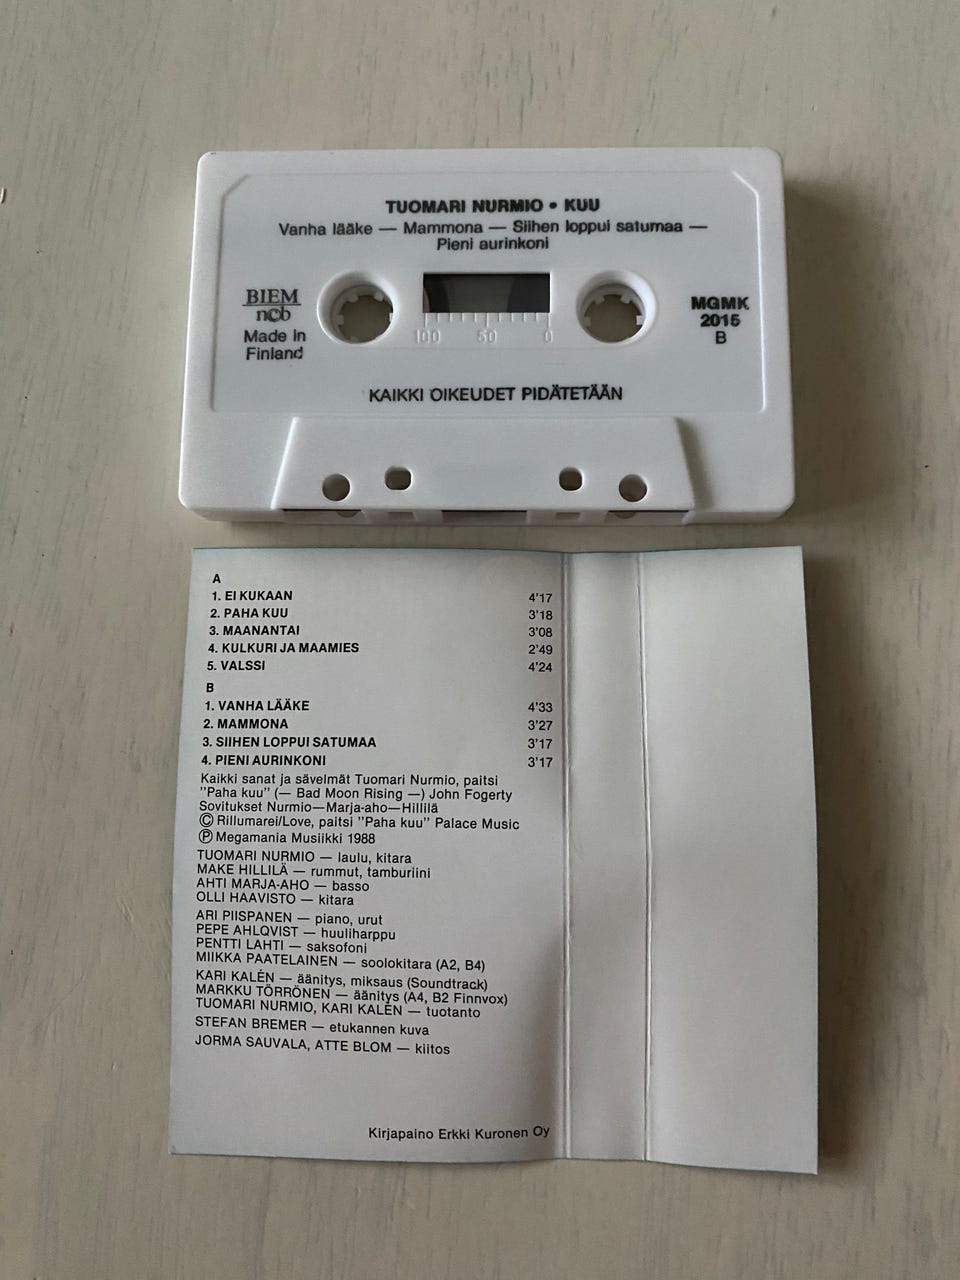 TUOMARI NURMIO • KUU
Vanha lääke — Mammona — Siihen loppui satumaa —
Pieni aurinkoni
BIEM
ncb
Made in
Finland
100 50 0
MGMK
2015
B
KAIKKI OIKEUDET PIDÄTETÄÄN
A
1. EI KUKAAN 4'17
2. PAHA KUU 3'18
3. MAANANTAI 3'08
4. KULKURI JA MAAMIES 2'49
5. VALSSI 4'24
B
1. VANHA LÄÄKE 4'33
2. MAMMONA 3'27
3. SIIHEN LOPPUI SATUMAA 3'17
4. PIENI AURINKONI 3'17
Kaikki sanat ja sävelmät Tuomari Nurmio, paitsi
"Paha kuu" (— Bad Moon Rising —) John Fogerty
Sovitukset Nurmio—Marja-aho—Hillilä
© Rillumarei/Love, paitsi "Paha kuu" Palace Music
℗ Megamania Musiikki 1988
TUOMARI NURMIO — laulu, kitara
MAKE HILLILÄ — rummut, tamburiini
AHTI MARJA-AHO — basso
OLLI HAAVISTO — kitara
ARI PIISPANEN — piano, urut
PEPE AHLQVIST — huuliharppu
PENTTI LAHTI — saksofoni
MIIKKA PAATELAINEN — soolokitara (A2, B4)
KARI KALÉN — äänitys, miksaus (Soundtrack)
MARKKU TÖRRÖNEN — äänitys (A4, B2 Finnvox)
TUOMARI NURMIO, KARI KALÉN — tuotanto
STEFAN BREMER — etukannen kuva
JORMA SAUVALA, ATTE BLOM — kiitos
Kirjapaino Erkki Kuronen Oy